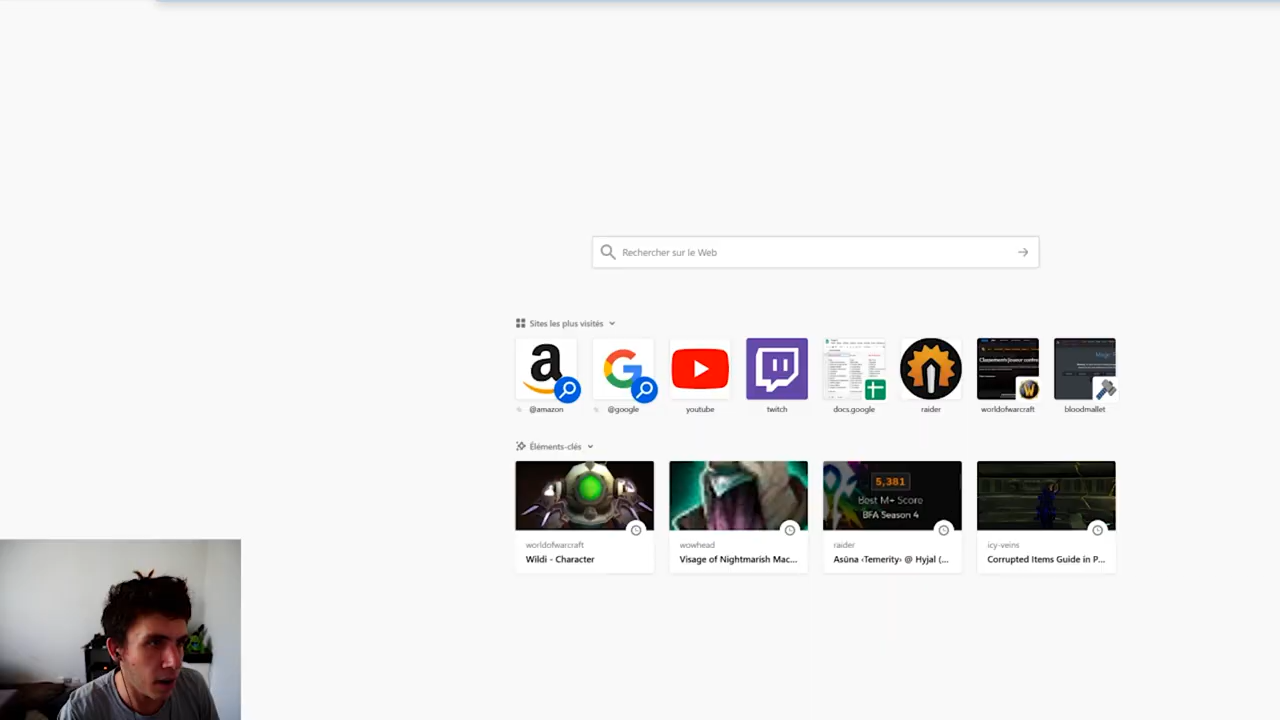 Rechercher sur le Web
Sites les plus visités
@amazon
@google
youtube
twitch
docs.google
raider
worldofwarcraft
bloodmallet
Éléments-clés
5,381
Best M+ Score
BFA Season 4
worldofwarcraft
Wildi - Character
wowhead
Visage of Nightmarish Mac...
raider
Asüna ‹Temerity› @ Hyjal (...
icy-veins
Corrupted Items Guide in P...